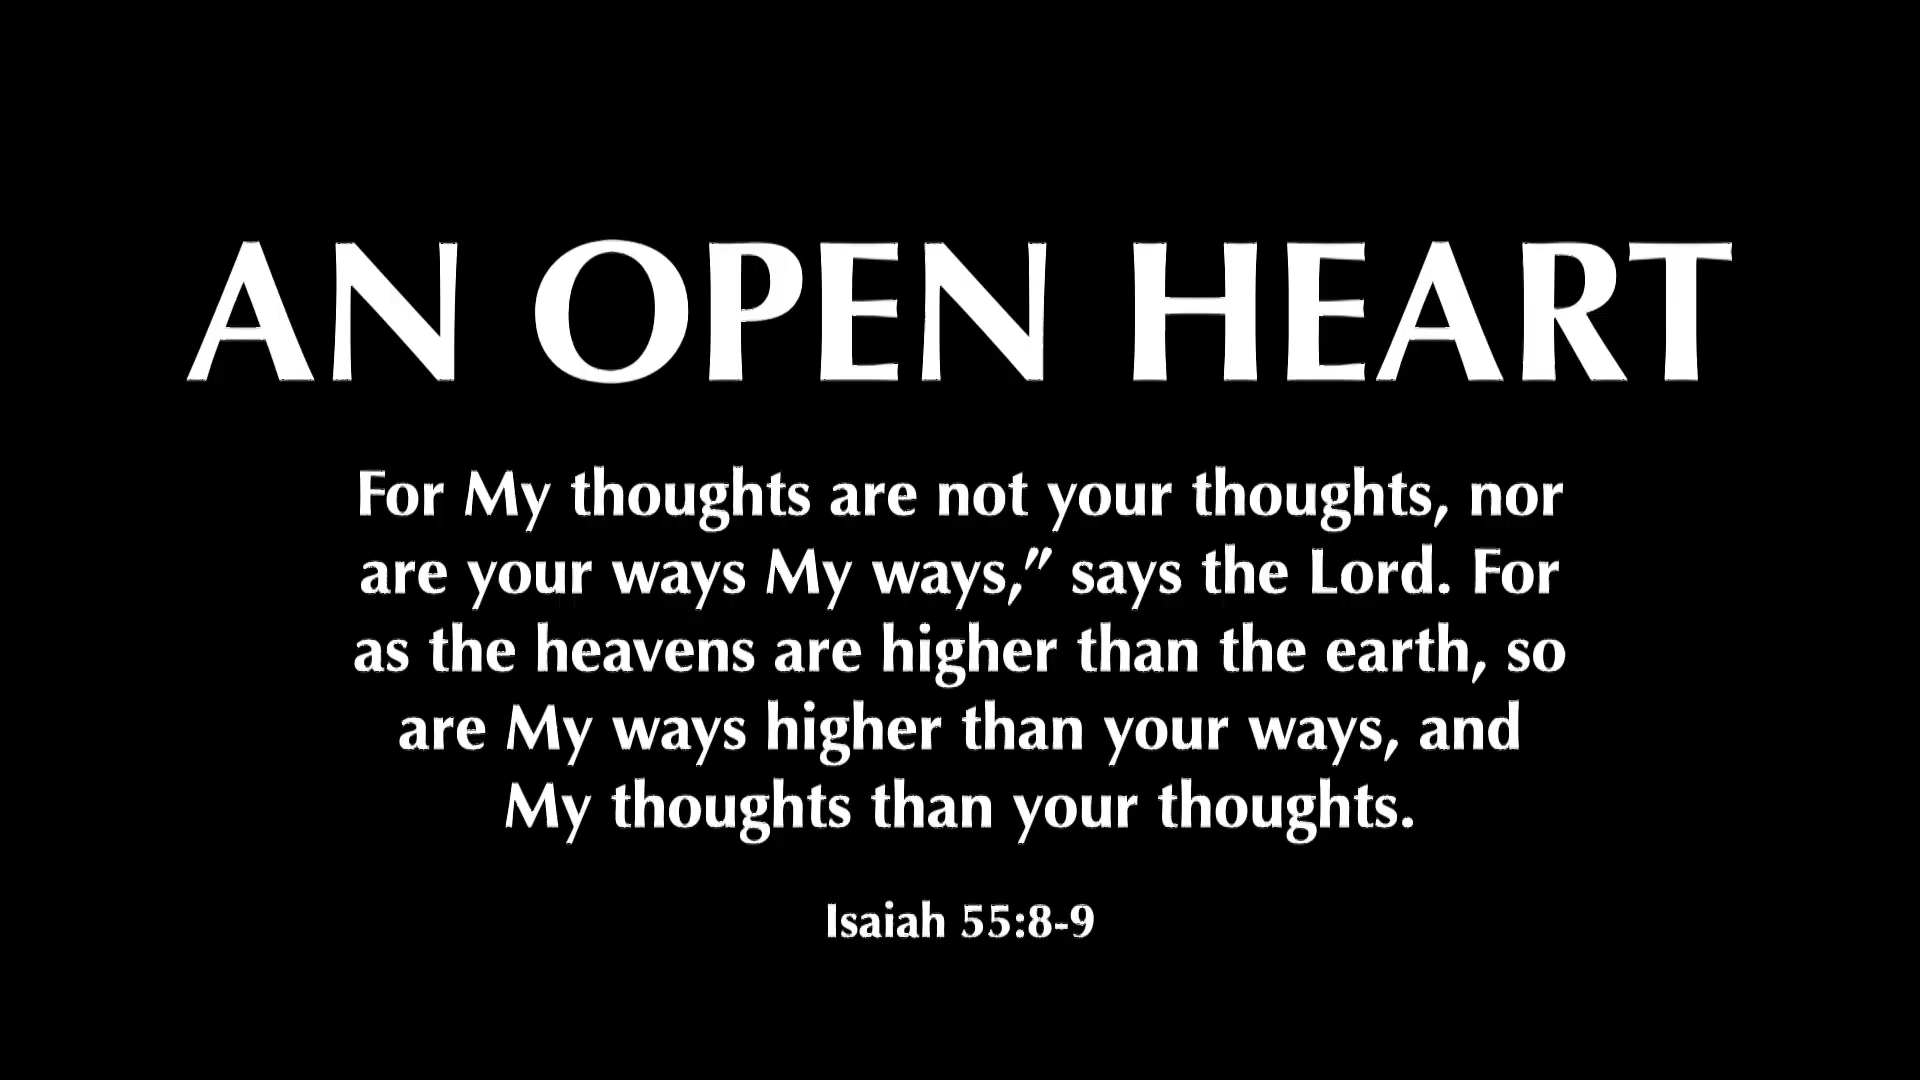 AN OPEN HEART
For My thoughts are not your thoughts, nor
are your ways My ways,” says the Lord. For
as the heavens are higher than the earth, so
are My ways higher than your ways, and
My thoughts than your thoughts.
Isaiah 55:8-9